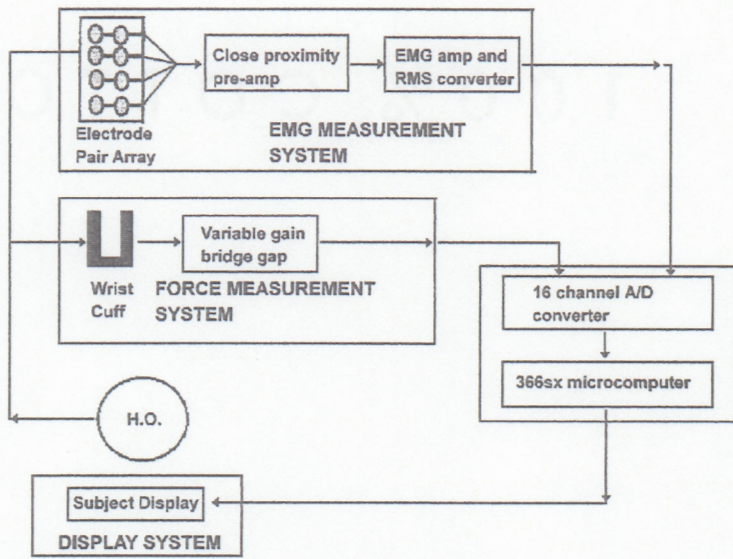 Close proximity
pre-amp
EMG amp and
RMS converter
Electrode
Pair Array
EMG MEASUREMENT
SYSTEM
Variable gain
bridge gap
Wrist
Cuff
FORCE MEASUREMENT
SYSTEM
16 channel A/D
converter
366sx microcomputer
H.O.
Subject Display
DISPLAY SYSTEM